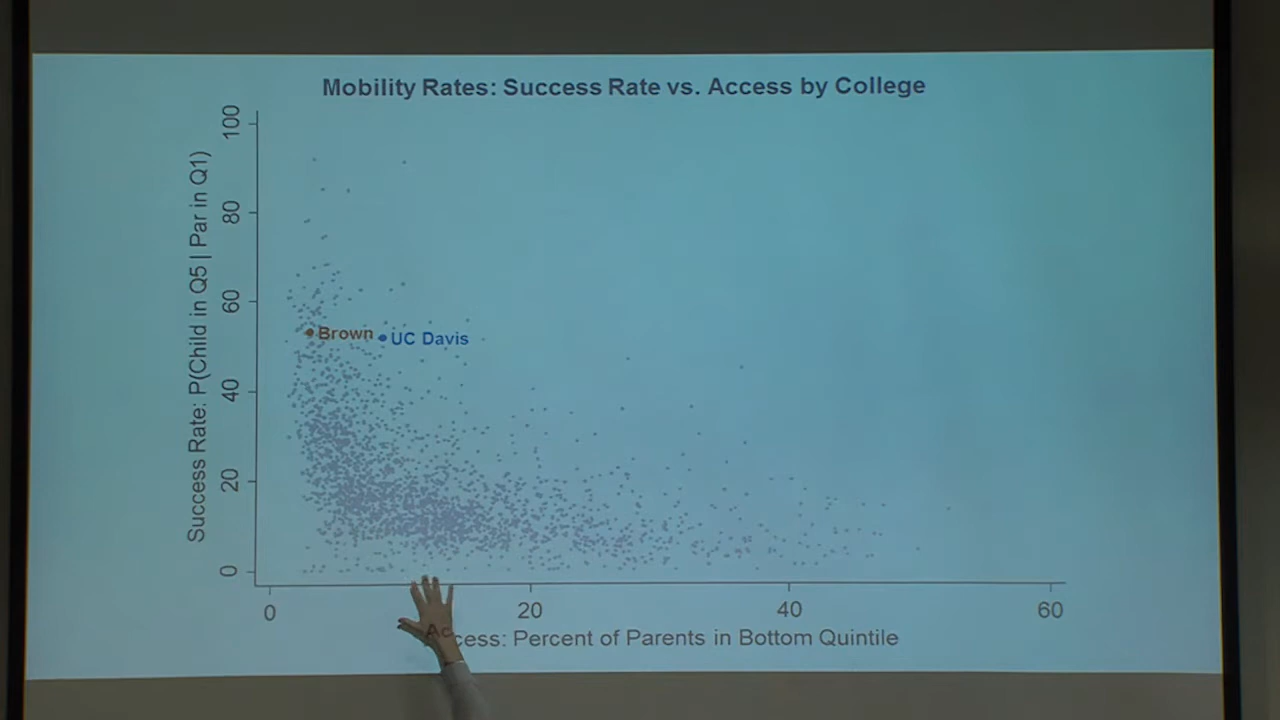 Mobility Rates: Success Rate vs. Access by College
Success Rate: P(Child in Q5 | Par in Q1)
100
80
60
40
20
0
Brown
UC Davis
0
20
40
60
Access: Percent of Parents in Bottom Quintile